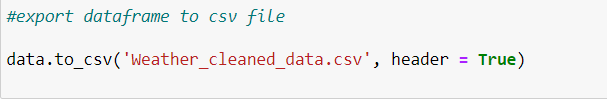 #export dataframe to csv file
data.to_csv('Weather_cleaned_data.csv', header = True)